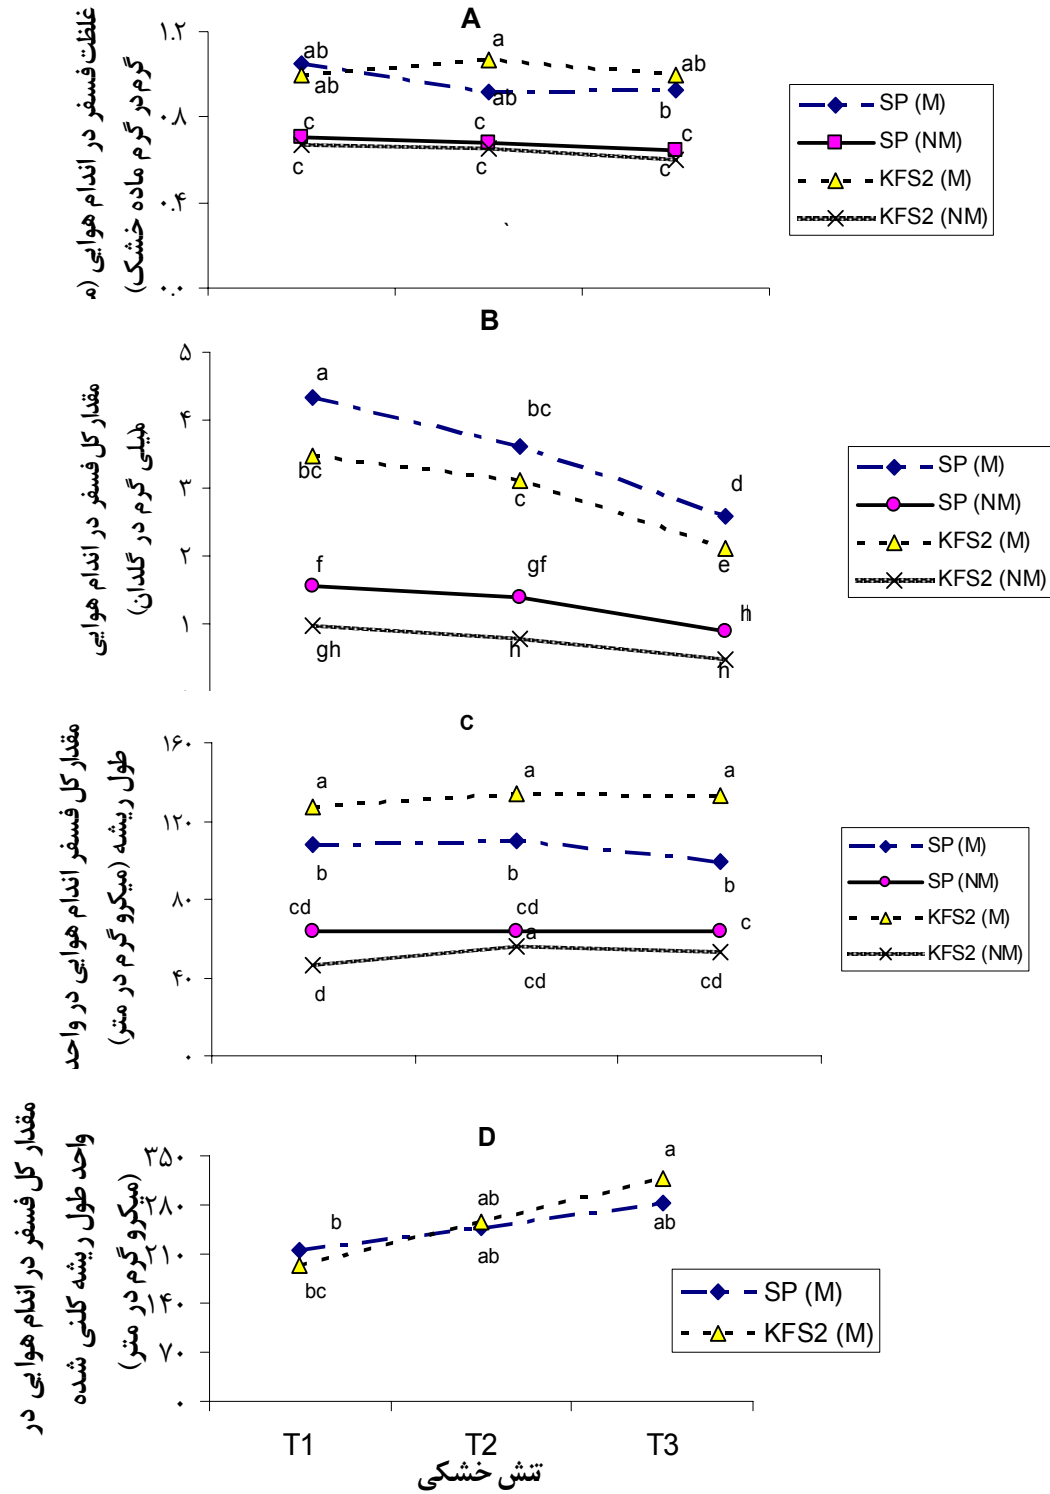 A
غلظت فسفر در اندام هوایی (م
گرم در گرم ماده خشک)
۱.۲
۰.۸
۰.۴
۰.۰
ab
ab
a
ab
ab
b
c
c
c
c
c
c
SP (M)
SP (NM)
KFS2 (M)
KFS2 (NM)
B
مقدار کل فسفر در اندام هوایی
(میلی گرم در گلدان)
۵
۴
۳
۲
۱
a
bc
d
bc
c
e
f
gf
h
gh
h
h
SP (M)
SP (NM)
KFS2 (M)
KFS2 (NM)
C
مقدار کل فسفر اندام هوایی در واحد
طول ریشه (میکرو گرم در متر)
۱۶۰
۱۲۰
۸۰
۴۰
۰
a
a
a
b
b
b
cd
cd
c
a
d
cd
cd
SP (M)
SP (NM)
KFS2 (M)
KFS2 (NM)
D
مقدار کل فسفر در اندام هوایی در
واحد طول ریشه کلنی شده
(میکرو گرم در متر)
۳۵۰
۲۸۰
۲۱۰
۱۴۰
۷۰
۰
b
ab
a
bc
ab
ab
SP (M)
KFS2 (M)
T1 T2 T3
تنش خشکی